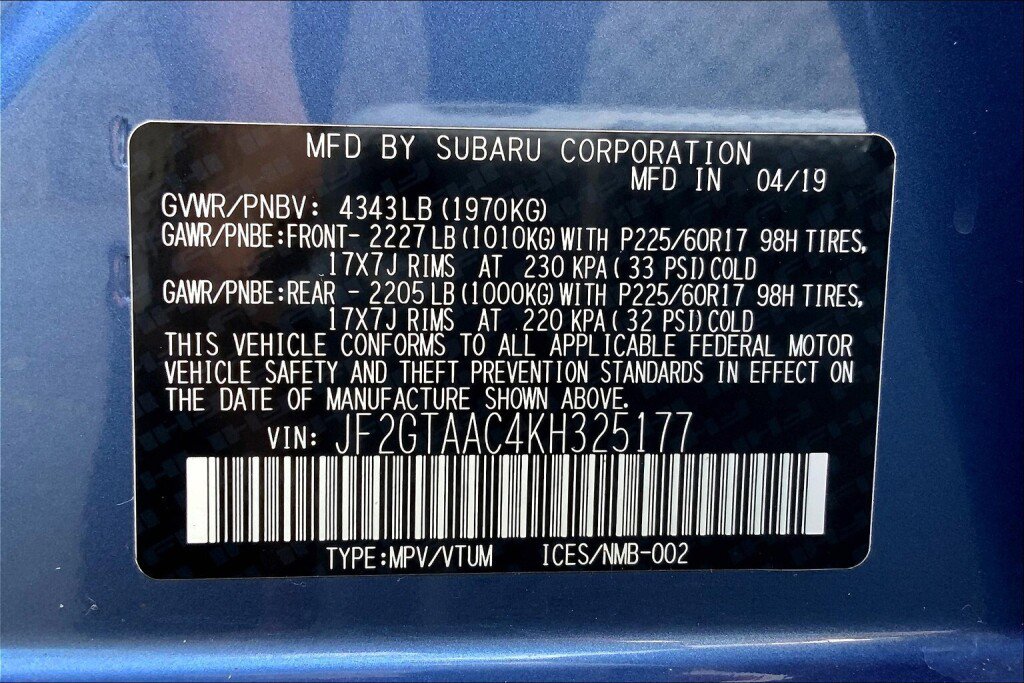 MFD BY SUBARU CORPORATION
MFD IN 04/19
GVWR/PNBV: 4343LB(1970KG)
GAWR/PNBE:FRONT- 2227LB(1010KG)WITH P225/60R17 98H TIRES,
17X7J RIMS AT 230 KPA( 33 PSI)COLD
GAWR/PNBE:REAR - 2205LB(1000KG)WITH P225/60R17 98H TIRES,
17X7J RIMS AT 220 KPA( 32 PSI)COLD
THIS VEHICLE CONFORMS TO ALL APPLICABLE FEDERAL MOTOR
VEHICLE SAFETY AND THEFT PREVENTION STANDARDS IN EFFECT ON
THE DATE OF MANUFACTURE SHOWN ABOVE.
VIN: JF2GTAAC4KH325177
TYPE:MPV/VTUM ICES/NMB-002